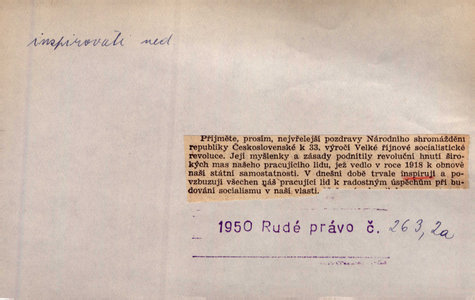 inspirovati ned
Přijměte, prosím, nejvřelejší pozdravy Národního shromáždění
republiky Československé k 33. výročí Velké říjnové socialistické
revoluce. Její myšlenky a zásady podnítily revoluční hnutí širo-
kých mas našeho pracujícího lidu, jež vedlo v roce 1918 k obnově
naší státní samostatnosti. V dnešní době trvale inspirují a po-
vzbuzují všechen náš pracující lid k radostným úspěchům při bu-
dování socialismu v naší vlasti.
1950 Rudé právo č. 263, 2a